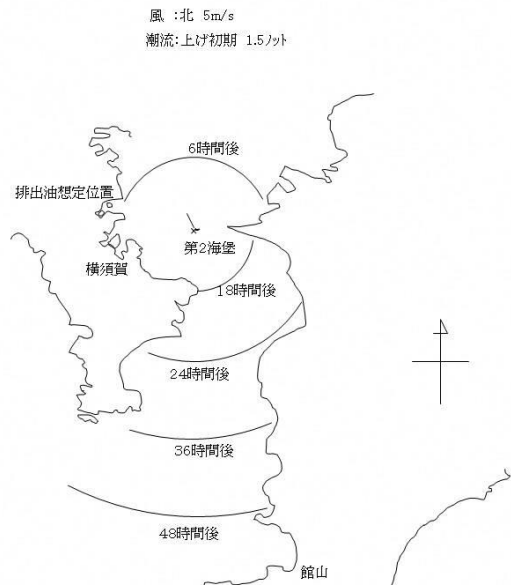 風 :北 5m/s
潮流:上げ初期 1.5ノット
6時間後
排出油想定位置
第2海堡
横須賀
18時間後
24時間後
36時間後
48時間後
館山